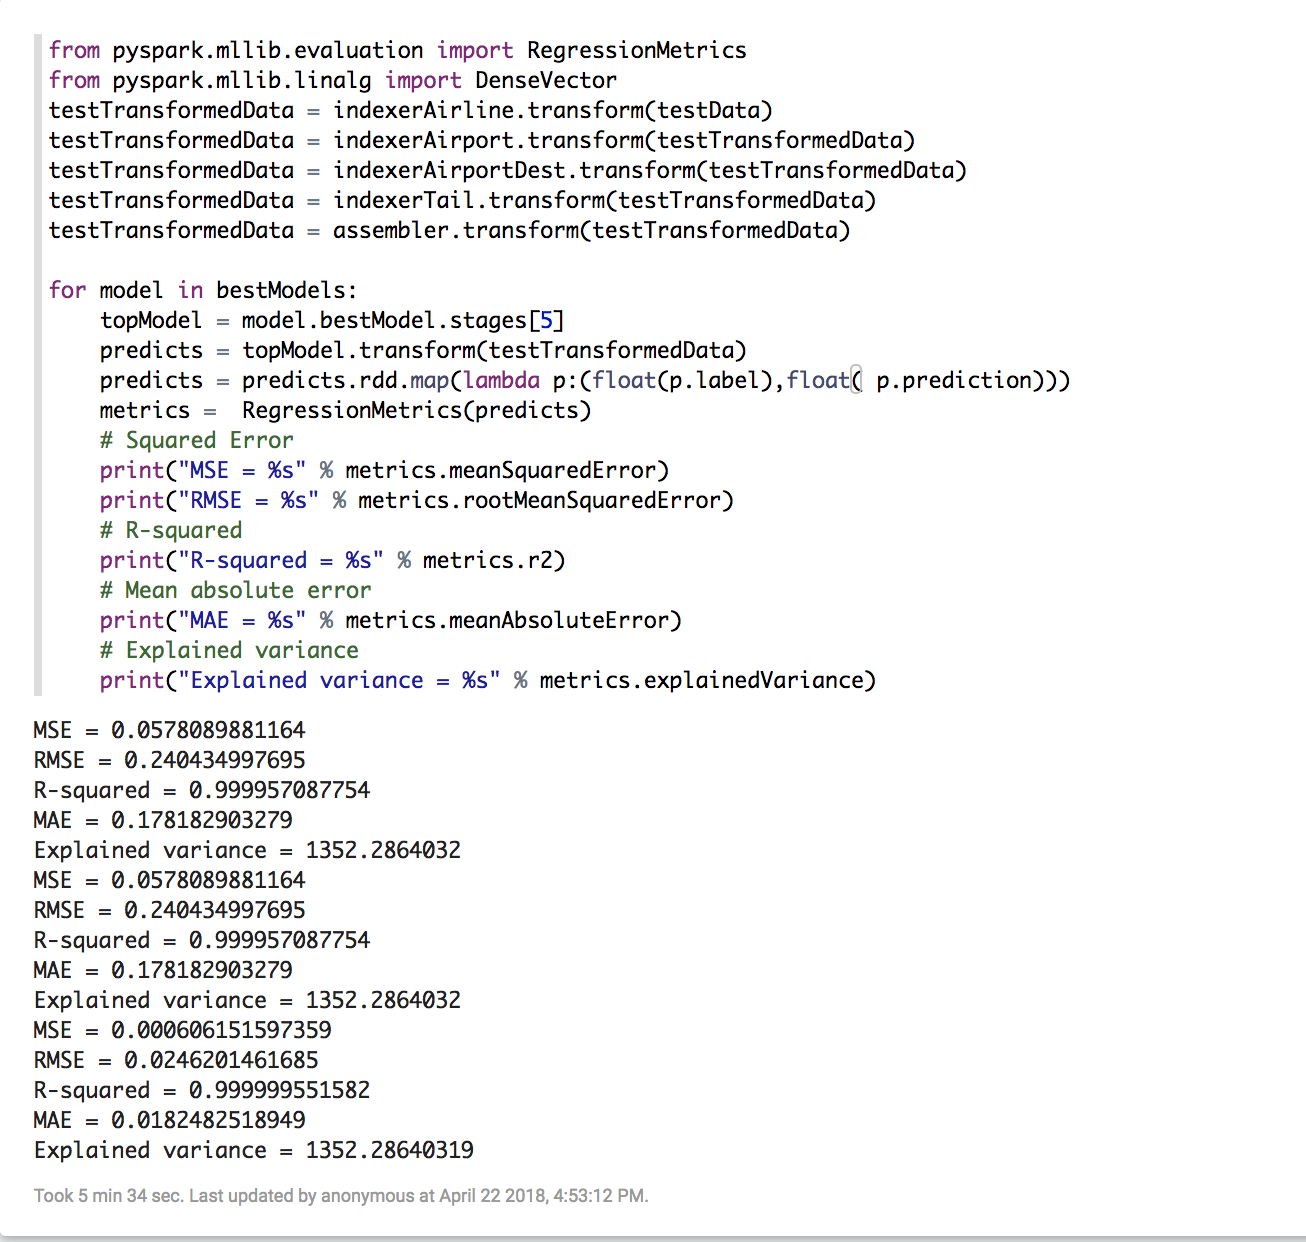 from pyspark.mllib.evaluation import RegressionMetrics
from pyspark.mllib.linalg import DenseVector
testTransformedData = indexerAirline.transform(testData)
testTransformedData = indexerAirport.transform(testTransformedData)
testTransformedData = indexerAirportDest.transform(testTransformedData)
testTransformedData = indexerTail.transform(testTransformedData)
testTransformedData = assembler.transform(testTransformedData)

for model in bestModels:
    topModel = model.bestModel.stages[5]
    predicts = topModel.transform(testTransformedData)
    predicts = predicts.rdd.map(lambda p:(float(p.label),float( p.prediction)))
    metrics =  RegressionMetrics(predicts)
    # Squared Error
    print("MSE = %s" % metrics.meanSquaredError)
    print("RMSE = %s" % metrics.rootMeanSquaredError)
    # R-squared
    print("R-squared = %s" % metrics.r2)
    # Mean absolute error
    print("MAE = %s" % metrics.meanAbsoluteError)
    # Explained variance
    print("Explained variance = %s" % metrics.explainedVariance)
MSE = 0.0578089881164
RMSE = 0.240434997695
R-squared = 0.999957087754
MAE = 0.178182903279
Explained variance = 1352.2864032
MSE = 0.0578089881164
RMSE = 0.240434997695
R-squared = 0.999957087754
MAE = 0.178182903279
Explained variance = 1352.2864032
MSE = 0.000606151597359
RMSE = 0.0246201461685
R-squared = 0.999999551582
MAE = 0.0182482518949
Explained variance = 1352.28640319
Took 5 min 34 sec. Last updated by anonymous at April 22 2018, 4:53:12 PM.